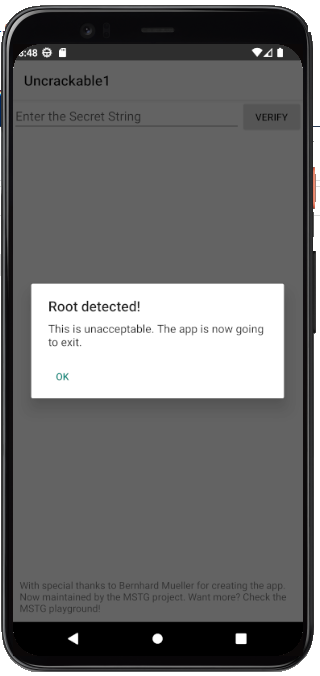 3:48
Uncrackable1
Enter the Secret String
VERIFY
Root detected!
This is unacceptable. The app is now going
to exit.
OK
With special thanks to Bernhard Mueller for creating the app.
Now maintained by the MSTG project. Want more? Check the
MSTG playground!